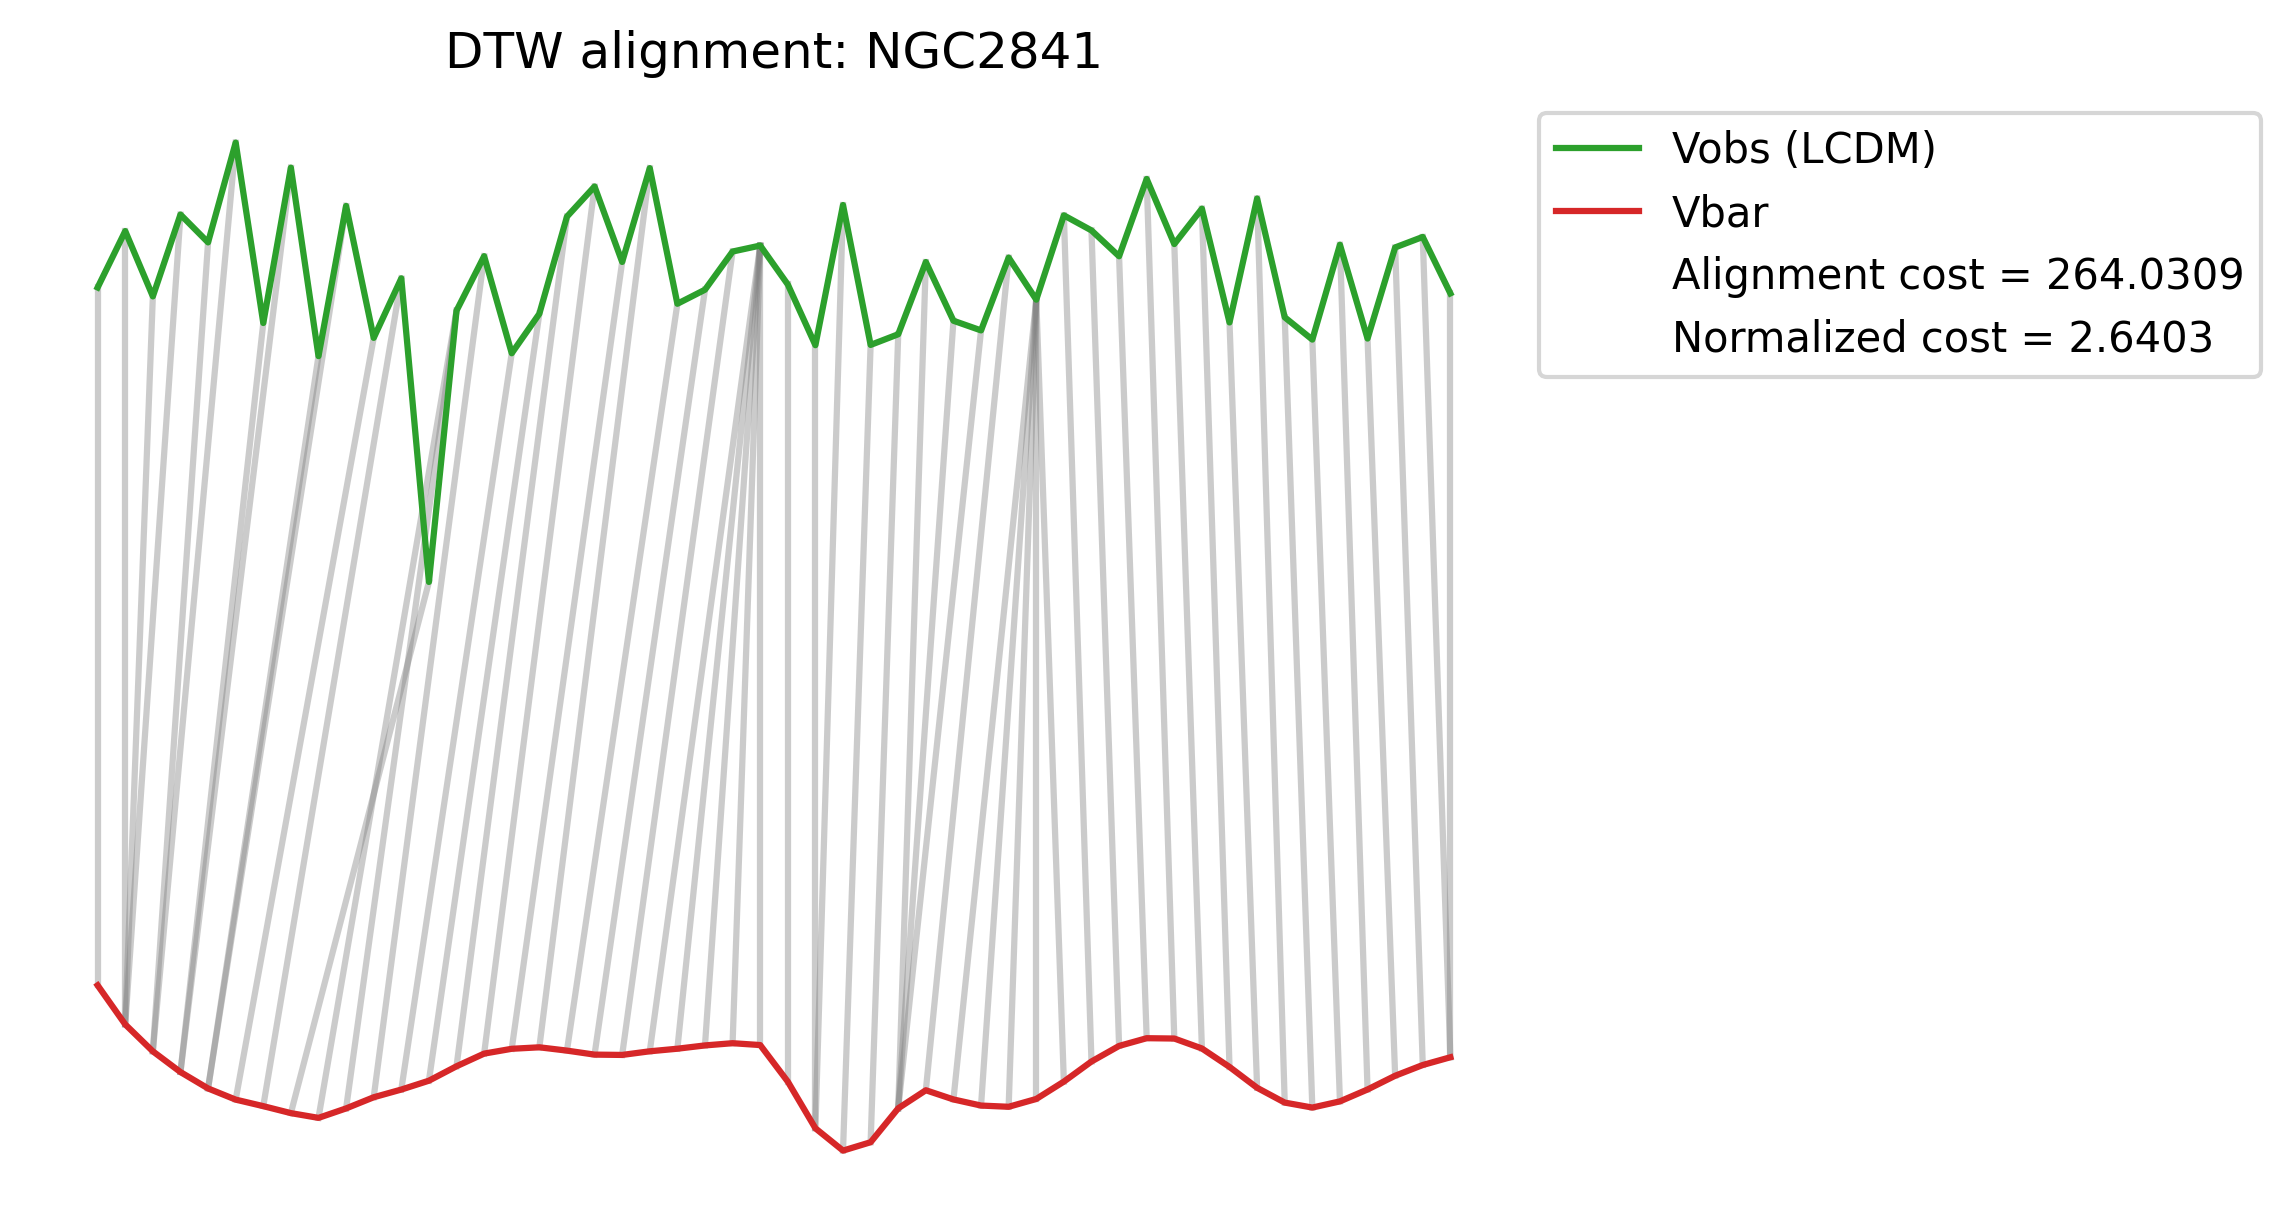 DTW alignment: NGC2841
Vobs (LCDM)
Vbar
Alignment cost = 264.0309
Normalized cost = 2.6403